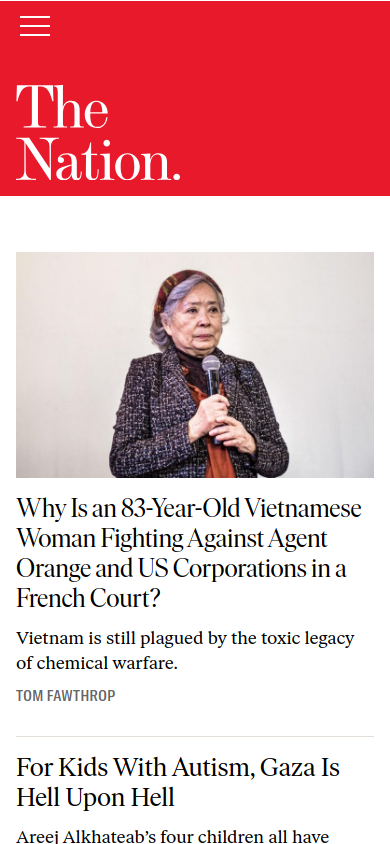 The
Nation.
Why Is an 83-Year-Old Vietnamese
Woman Fighting Against Agent
Orange and US Corporations in a
French Court?
Vietnam is still plagued by the toxic legacy
of chemical warfare.
TOM FAWTHROP
For Kids With Autism, Gaza Is
Hell Upon Hell
Areej Alkhateab’s four children all have